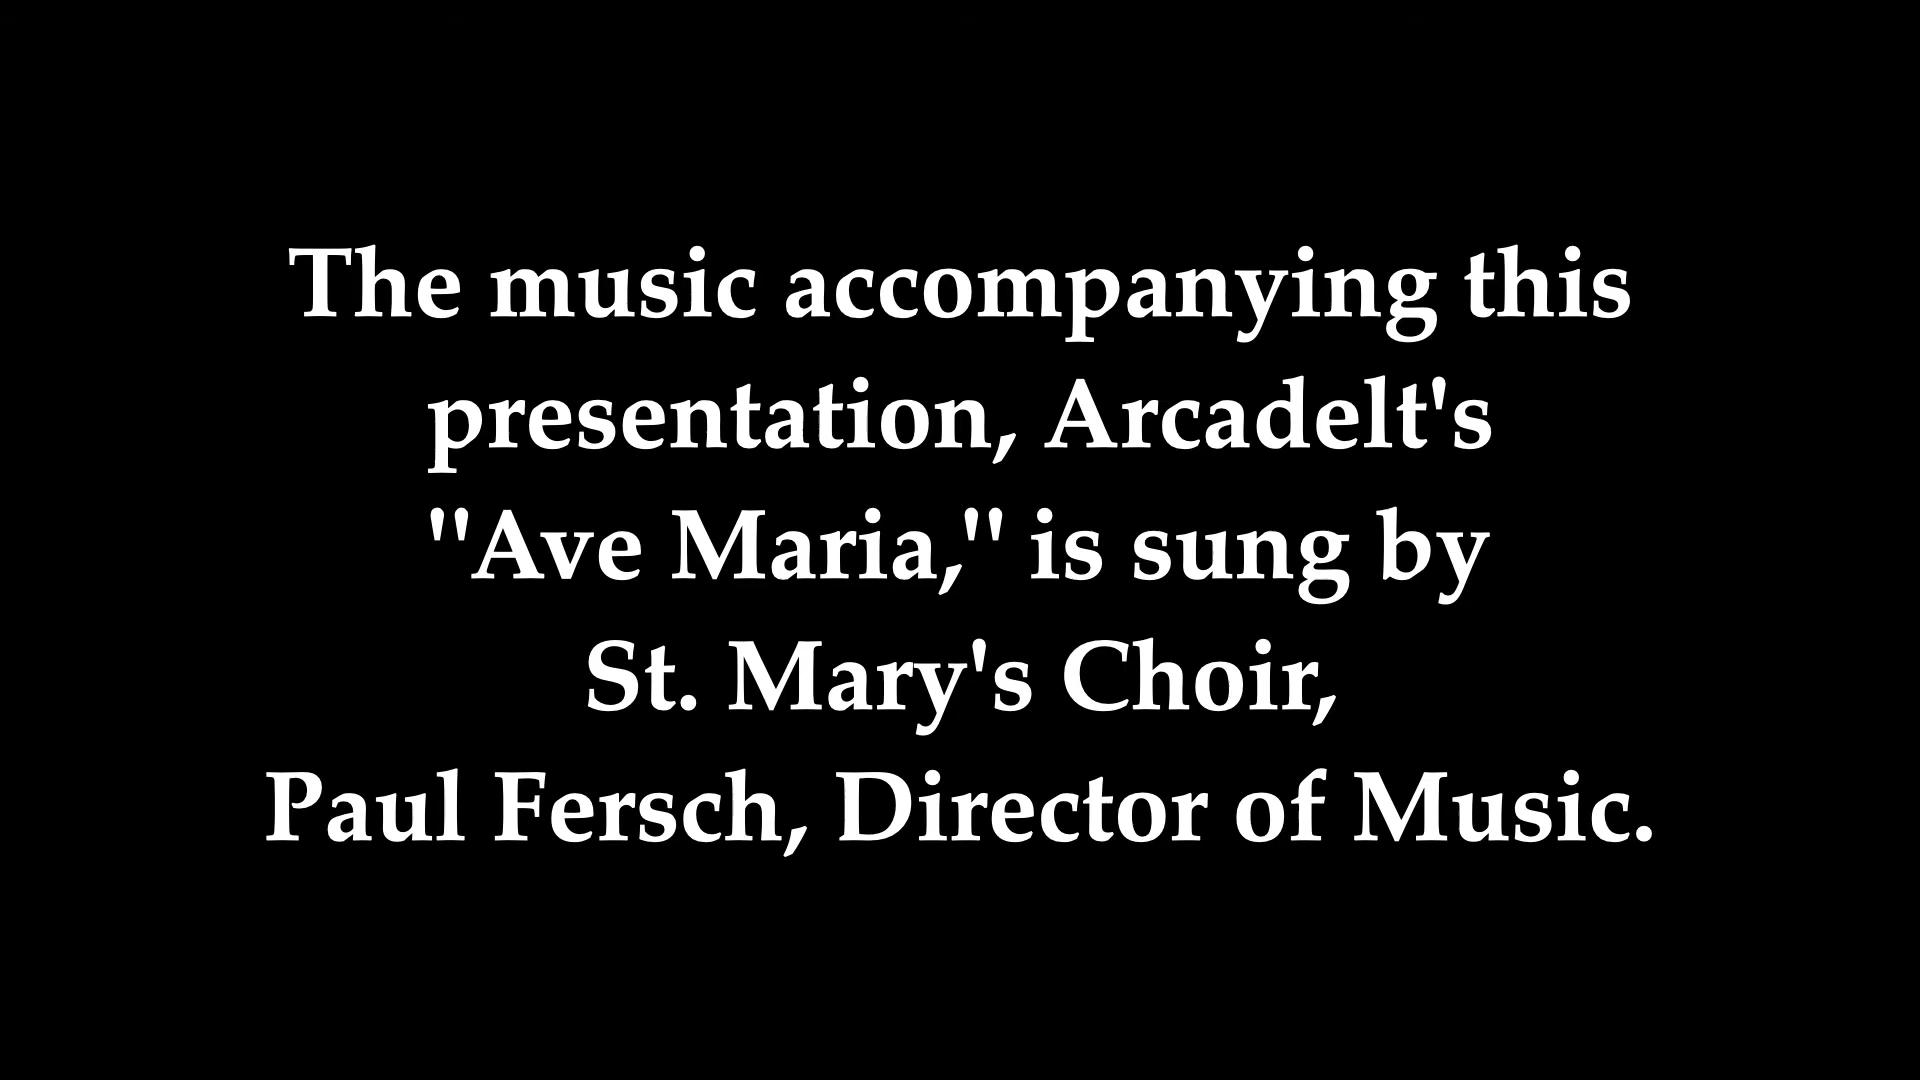 The music accompanying this
presentation, Arcadelt's
"Ave Maria," is sung by
St. Mary's Choir,
Paul Fersch, Director of Music.